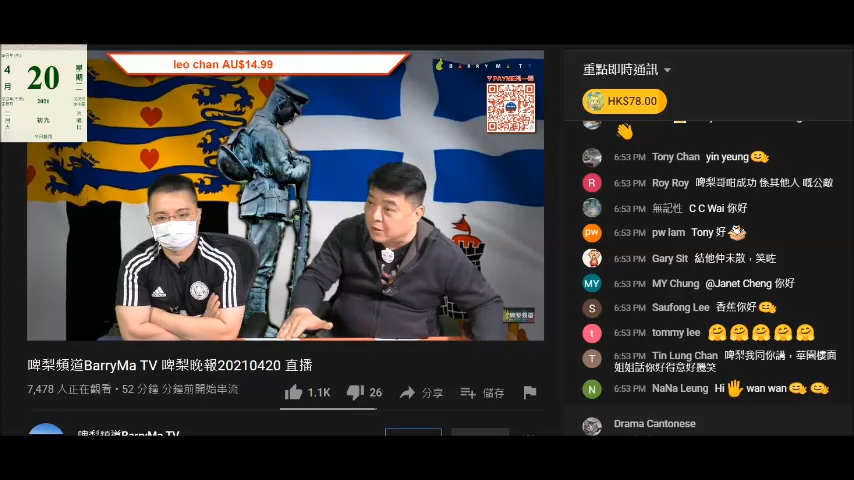 4
月
20
2021
初九
星期二
leo chan AU$14.99
BARRYMA TV
PAYME
啤梨頻道BarryMa TV 啤梨晚報20210420 直播
7,478 人正在觀看 • 52 分鐘 分鐘前開始串流
1.1K
26
分享
儲存
重點即時通訊
HK$78.00
6:53 PM Tony Chan yin yeung
6:53 PM Roy Roy 啤梨哥咁成功 係其他人 嘅公敵
6:53 PM 無記性 C C Wai 你好
6:53 PM pw lam Tony 好
6:53 PM Gary Sit 結他仲未散，笑咗
6:53 PM MY Chung @Janet Cheng 你好
6:53 PM Saufong Lee 香蕉你好
6:53 PM tommy lee
6:53 PM Tin Lung Chan 啤梨我同你講，華閣樓面
姐姐話你好得意好攪笑
6:53 PM NaNa Leung Hi wan wan
Drama Cantonese